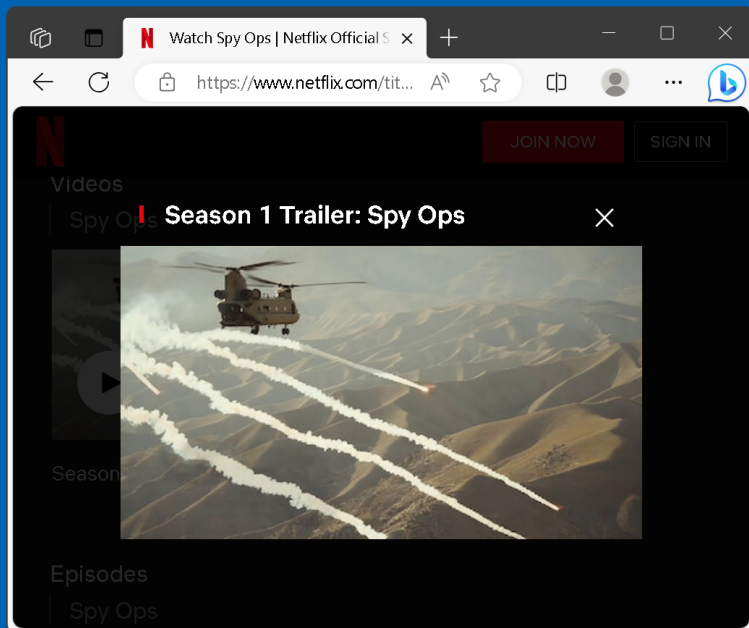 Watch Spy Ops | Netflix Official S
https://www.netflix.com/tit...
JOIN NOW
SIGN IN
Videos
Spy Ops
Season 1 Trailer: Spy Ops
Season
Episodes
Spy Ops